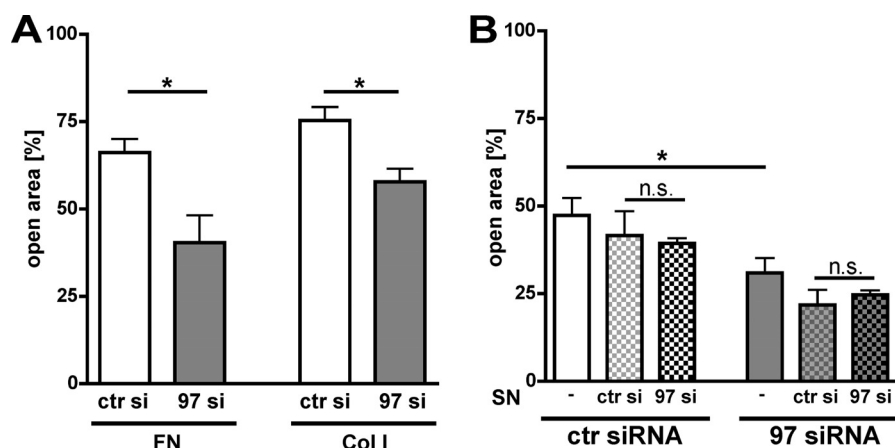 A
open area [%]
100
75
50
25
0
*
*
ctr si 97 si ctr si 97 si
FN Col I
B
open area [%]
100
75
50
25
0
*
n.s.
n.s.
SN - ctr si 97 si - ctr si 97 si
ctr siRNA 97 siRNA